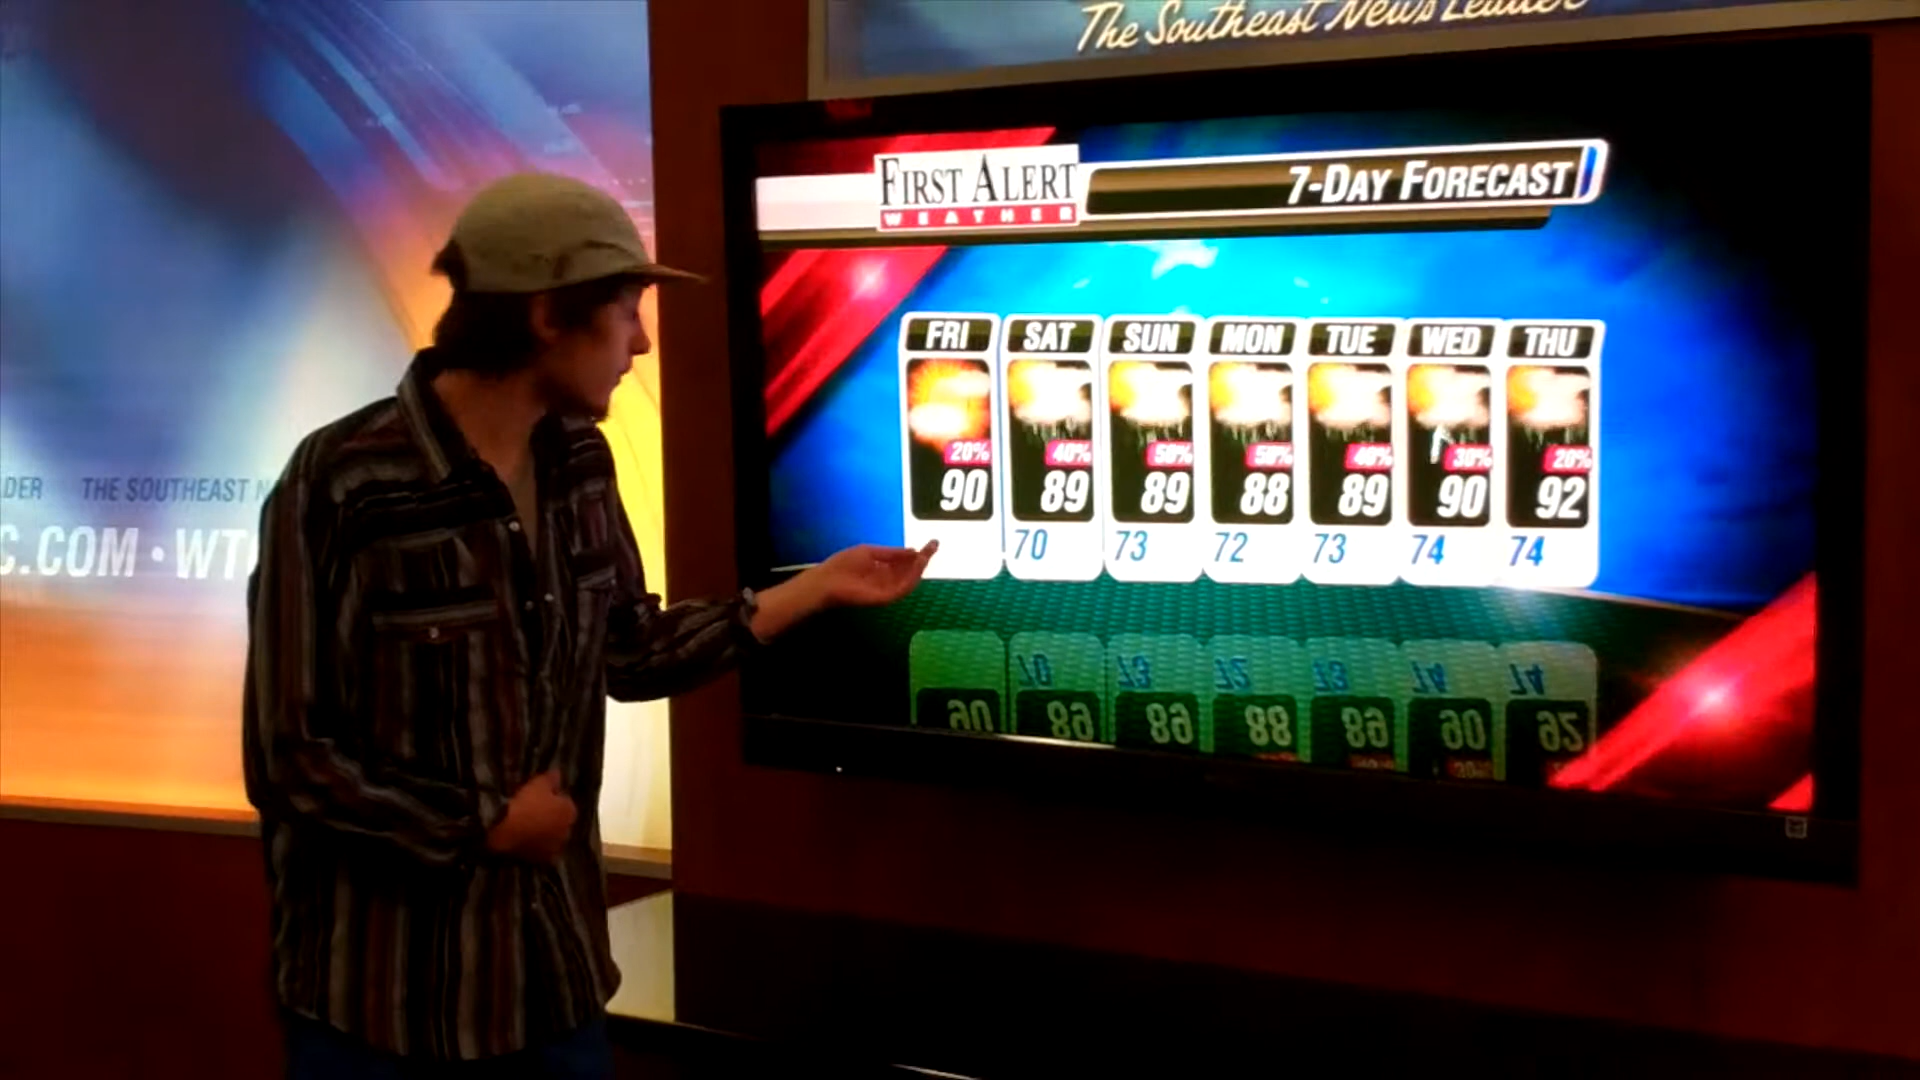 The Southeast News Leader
FIRST ALERT
WEATHER
7-DAY FORECAST
FRI SAT SUN MON TUE WED THU
20% 40% 50% 50% 40% 30% 20%
90 89 89 88 89 90 92
70 73 72 73 74 74
DER THE SOUTHEAST N
C.COM • WT